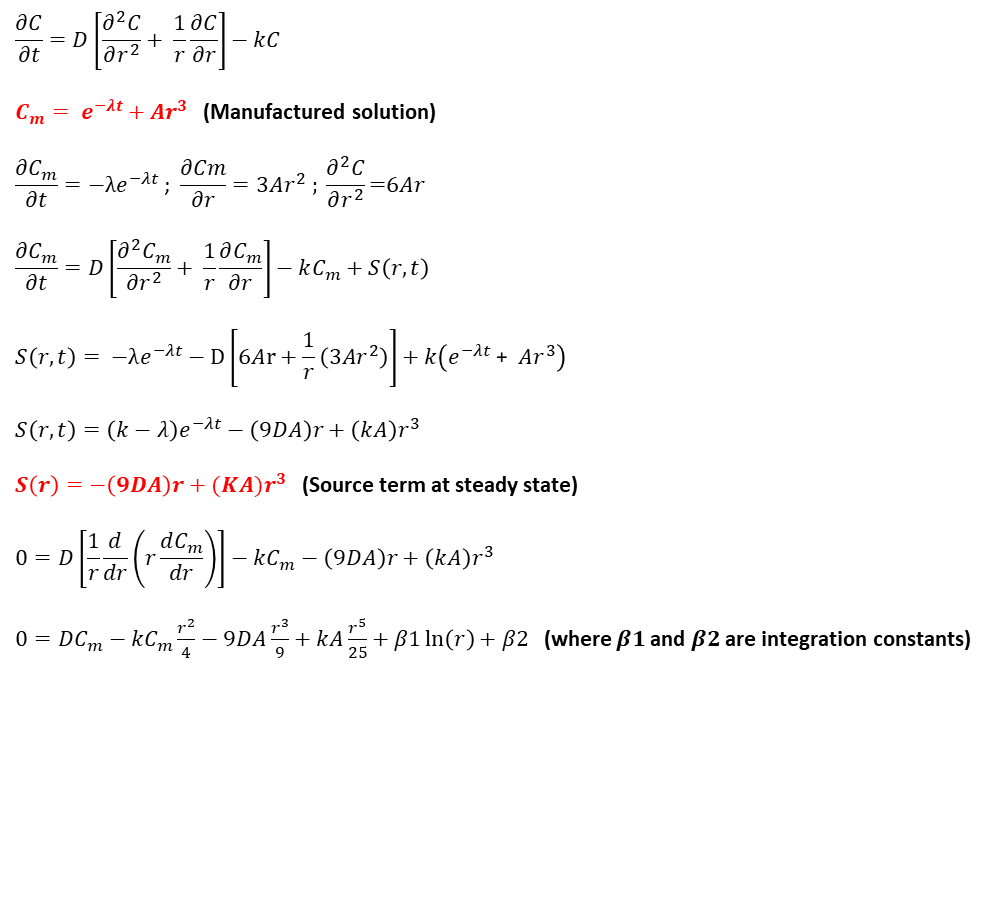 ∂C/∂t = D [∂²C/∂r² + 1/r ∂C/∂r] − kC
C_m = e^(−λt) + Ar³ (Manufactured solution)
∂C_m/∂t = −λe^(−λt) ; ∂Cm/∂r = 3Ar² ; ∂²C/∂r² =6Ar
∂C_m/∂t = D [∂²C_m/∂r² + 1/r ∂C_m/∂r] − kC_m + S(r,t)
S(r,t) = −λe^(−λt) − D [6Ar + 1/r (3Ar²)] + k(e^(−λt) + Ar³)
S(r,t) = (k − λ)e^(−λt) − (9DA)r + (kA)r³
S(r) = −(9DA)r + (KA)r³ (Source term at steady state)
0 = D [1/r d/dr (r dC_m/dr)] − kC_m − (9DA)r + (kA)r³
0 = DC_m − kC_m r²/4 − 9DA r³/9 + kA r⁵/25 + β1 ln(r) + β2 (where β1 and β2 are integration constants)